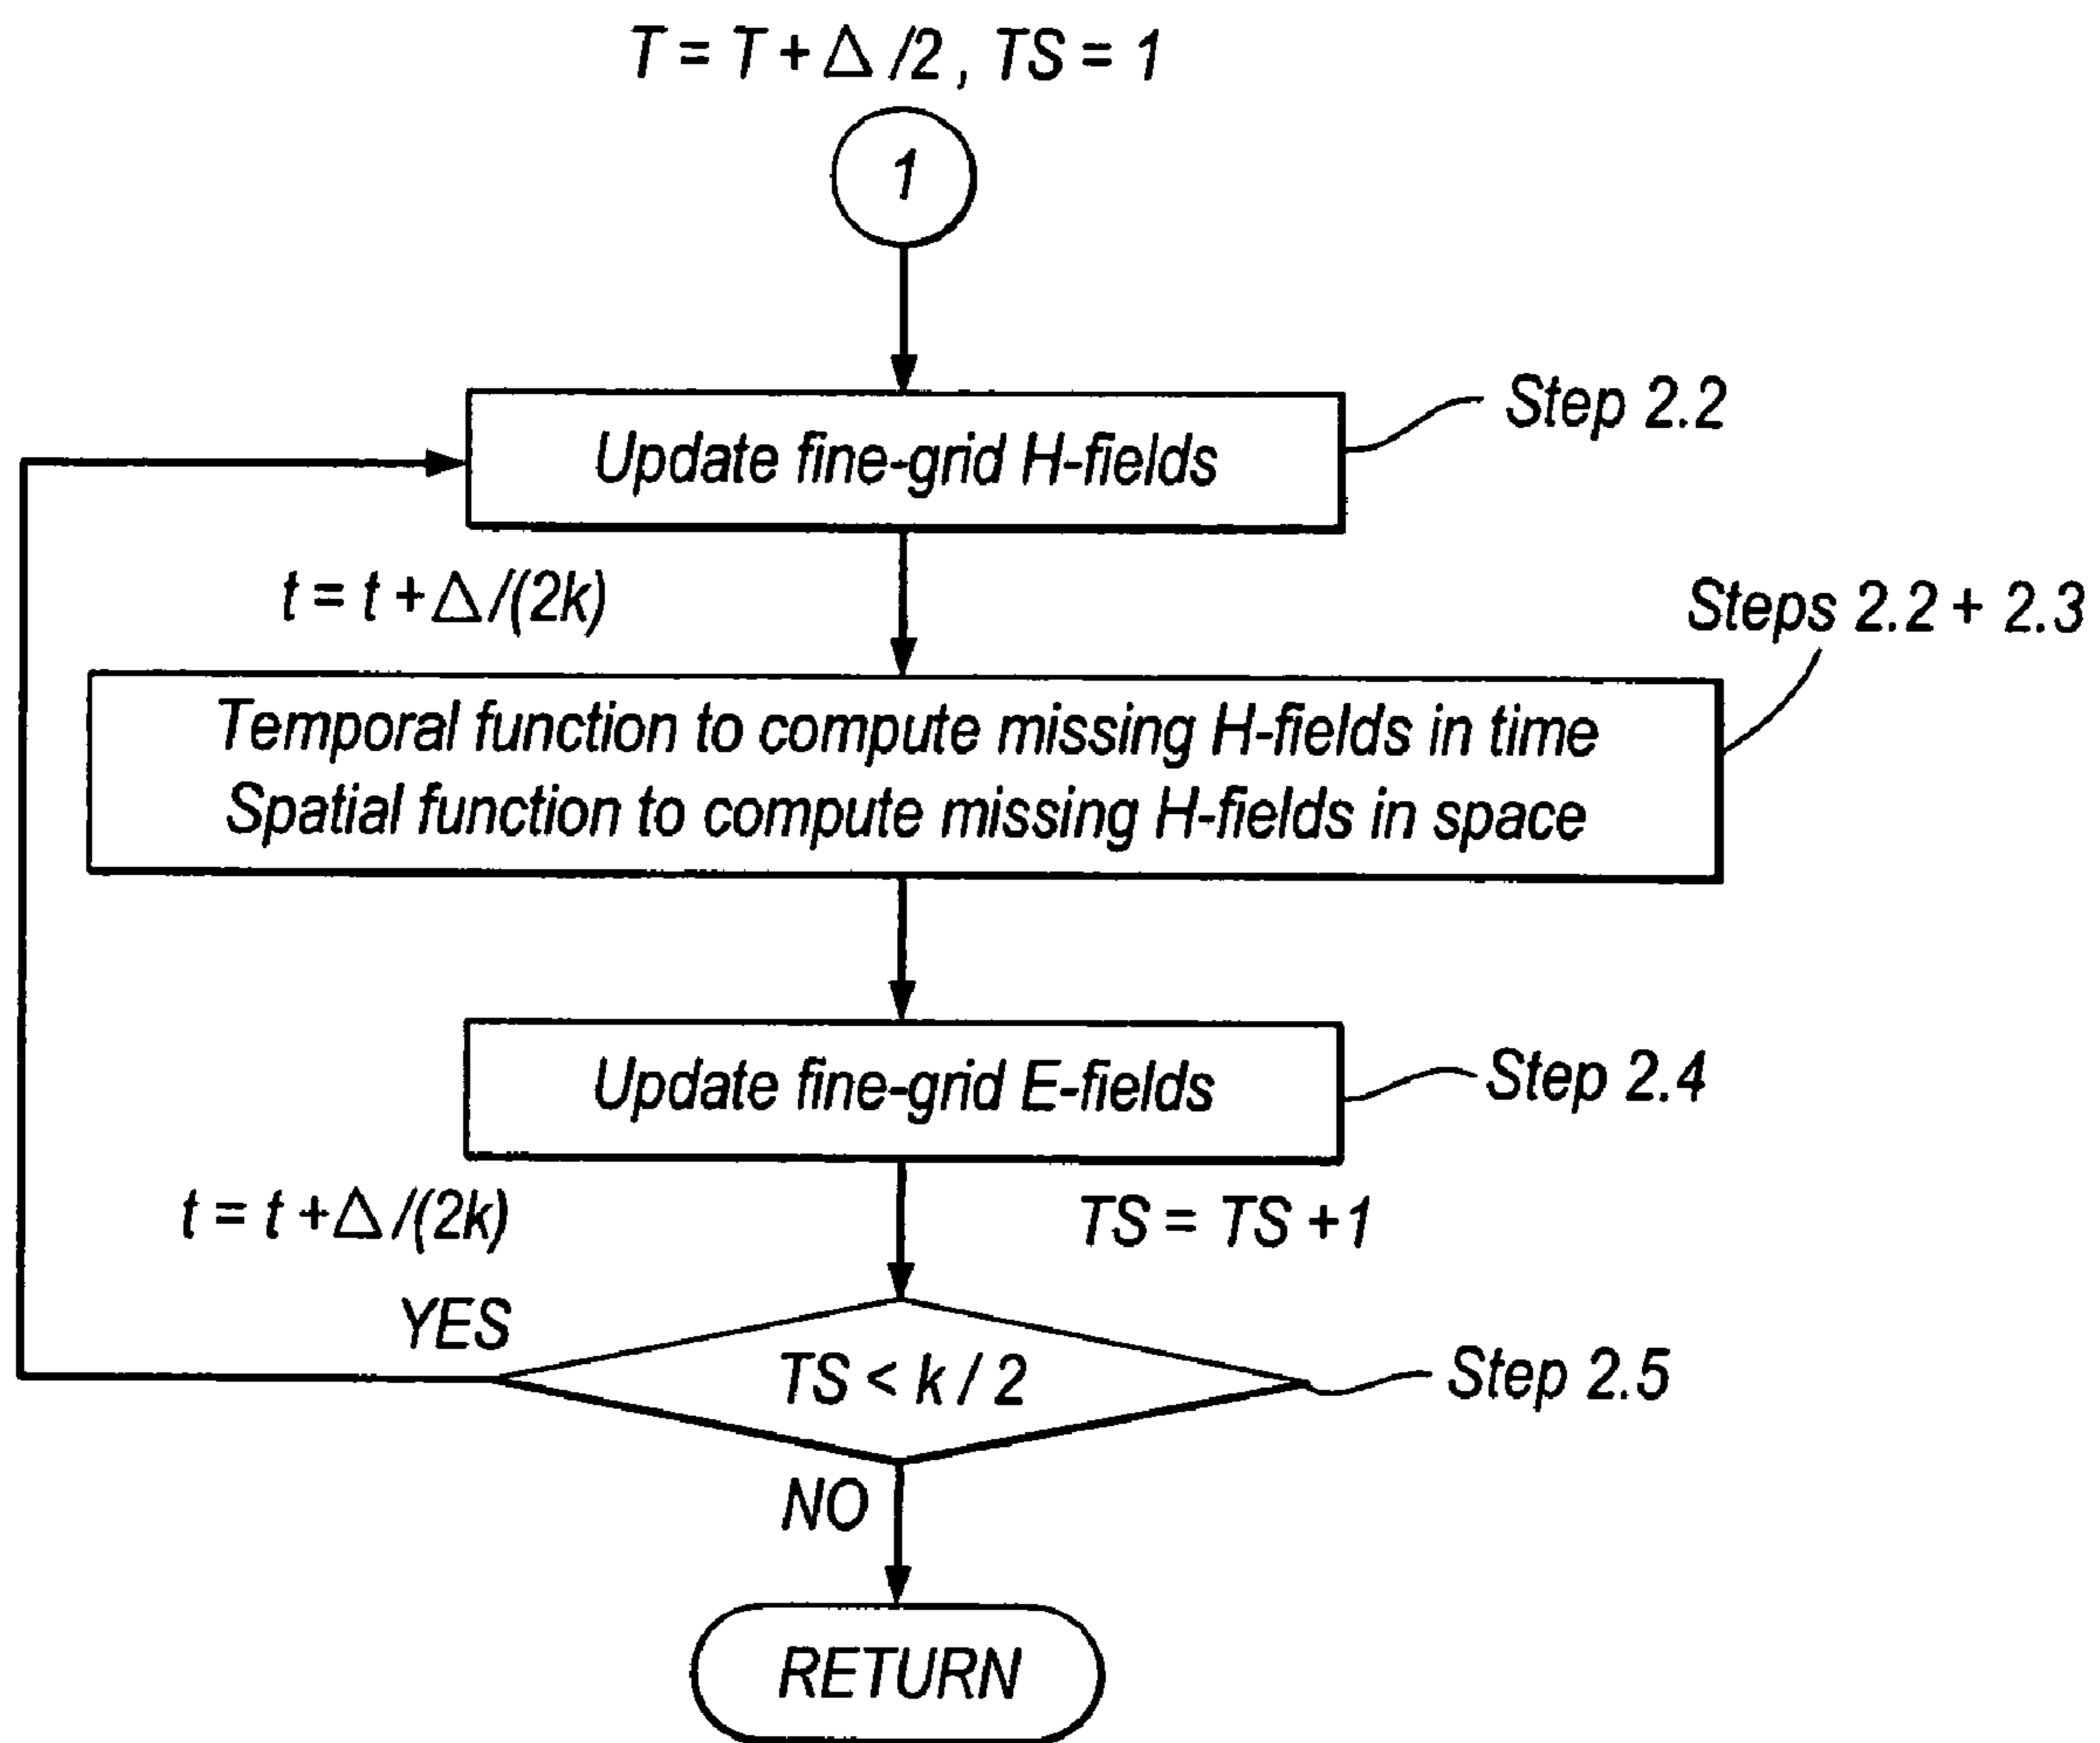 T = T + Δ /2, TS = 1
1
Update fine-grid H-fields
Step 2.2
t = t + Δ /(2k)
Steps 2.2 + 2.3
Temporal function to compute missing H-fields in time
Spatial function to compute missing H-fields in space
Update fine-grid E-fields
Step 2.4
t = t + Δ /(2k)
TS = TS +1
YES
TS < k / 2
Step 2.5
NO
RETURN